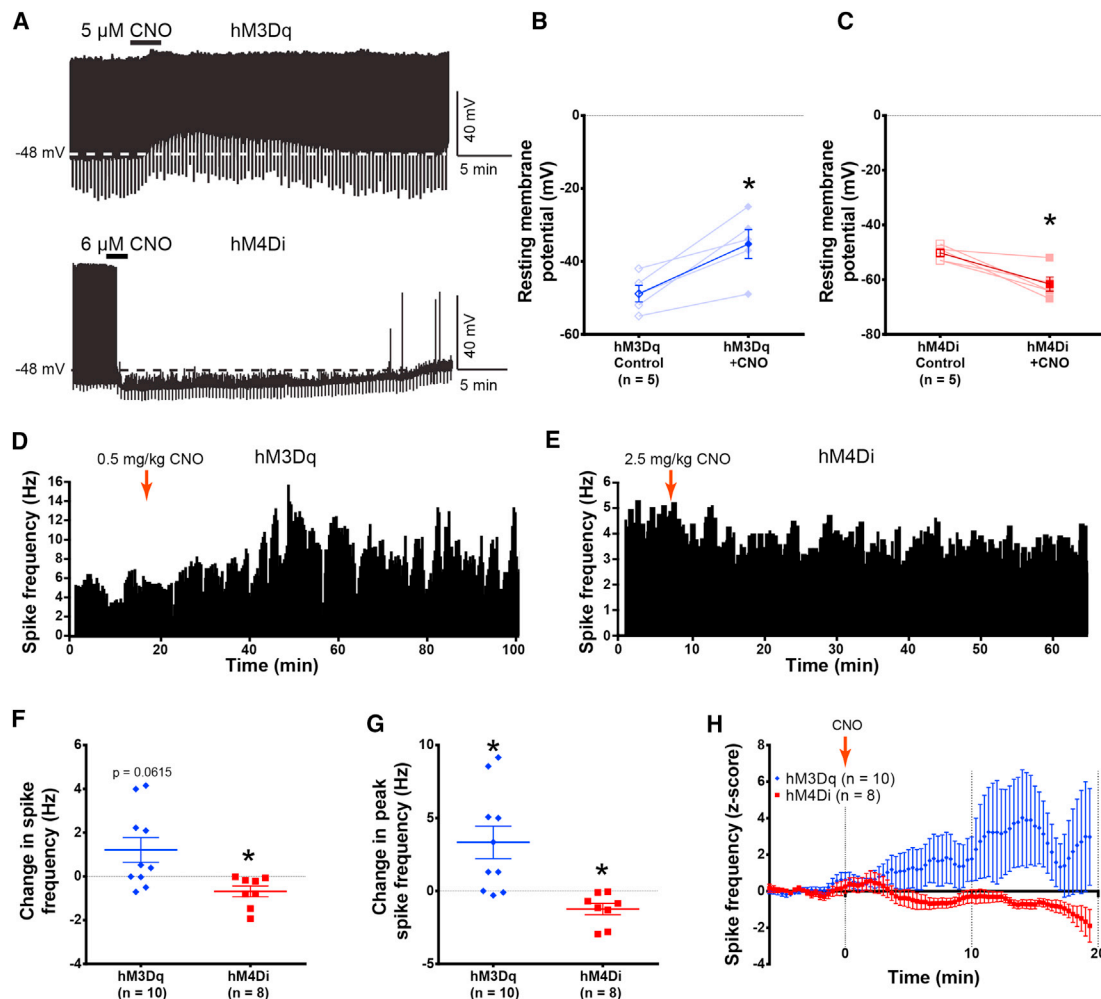 A
5 μM CNO
hM3Dq
-48 mV
40 mV
5 min
6 μM CNO
hM4Di
-48 mV
40 mV
5 min
B
Resting membrane
potential (mV)
0
-20
-40
-60
*
hM3Dq
Control
(n = 5)
hM3Dq
+CNO
C
Resting membrane
potential (mV)
0
-20
-40
-60
-80
*
hM4Di
Control
(n = 5)
hM4Di
+CNO
D
0.5 mg/kg CNO
hM3Dq
Spike frequency (Hz)
16
14
12
10
8
6
4
2
0
0 20 40 60 80 100
Time (min)
E
2.5 mg/kg CNO
hM4Di
Spike frequency (Hz)
6
5
4
3
2
1
0
0 10 20 30 40 50 60
Time (min)
F
Change in spike
frequency (Hz)
6
4
2
0
-2
-4
p = 0.0615
*
hM3Dq
(n = 10)
hM4Di
(n = 8)
G
Change in peak
spike frequency (Hz)
10
5
0
-5
*
*
hM3Dq
(n = 10)
hM4Di
(n = 8)
H
CNO
Spike frequency (z-score)
8
6
4
2
0
-2
-4
hM3Dq (n = 10)
hM4Di (n = 8)
0 10 20
Time (min)